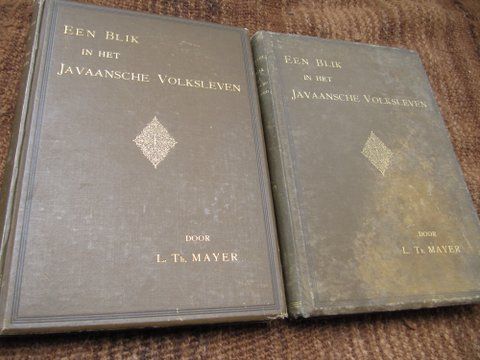 EEN BLIK
IN HET
JAVAANSCHE VOLKSLEVEN
DOOR
L. TH. MAYER
EEN BLIK
IN HET
JAVAANSCHE VOLKSLEVEN
DOOR
L. TH. MAYER